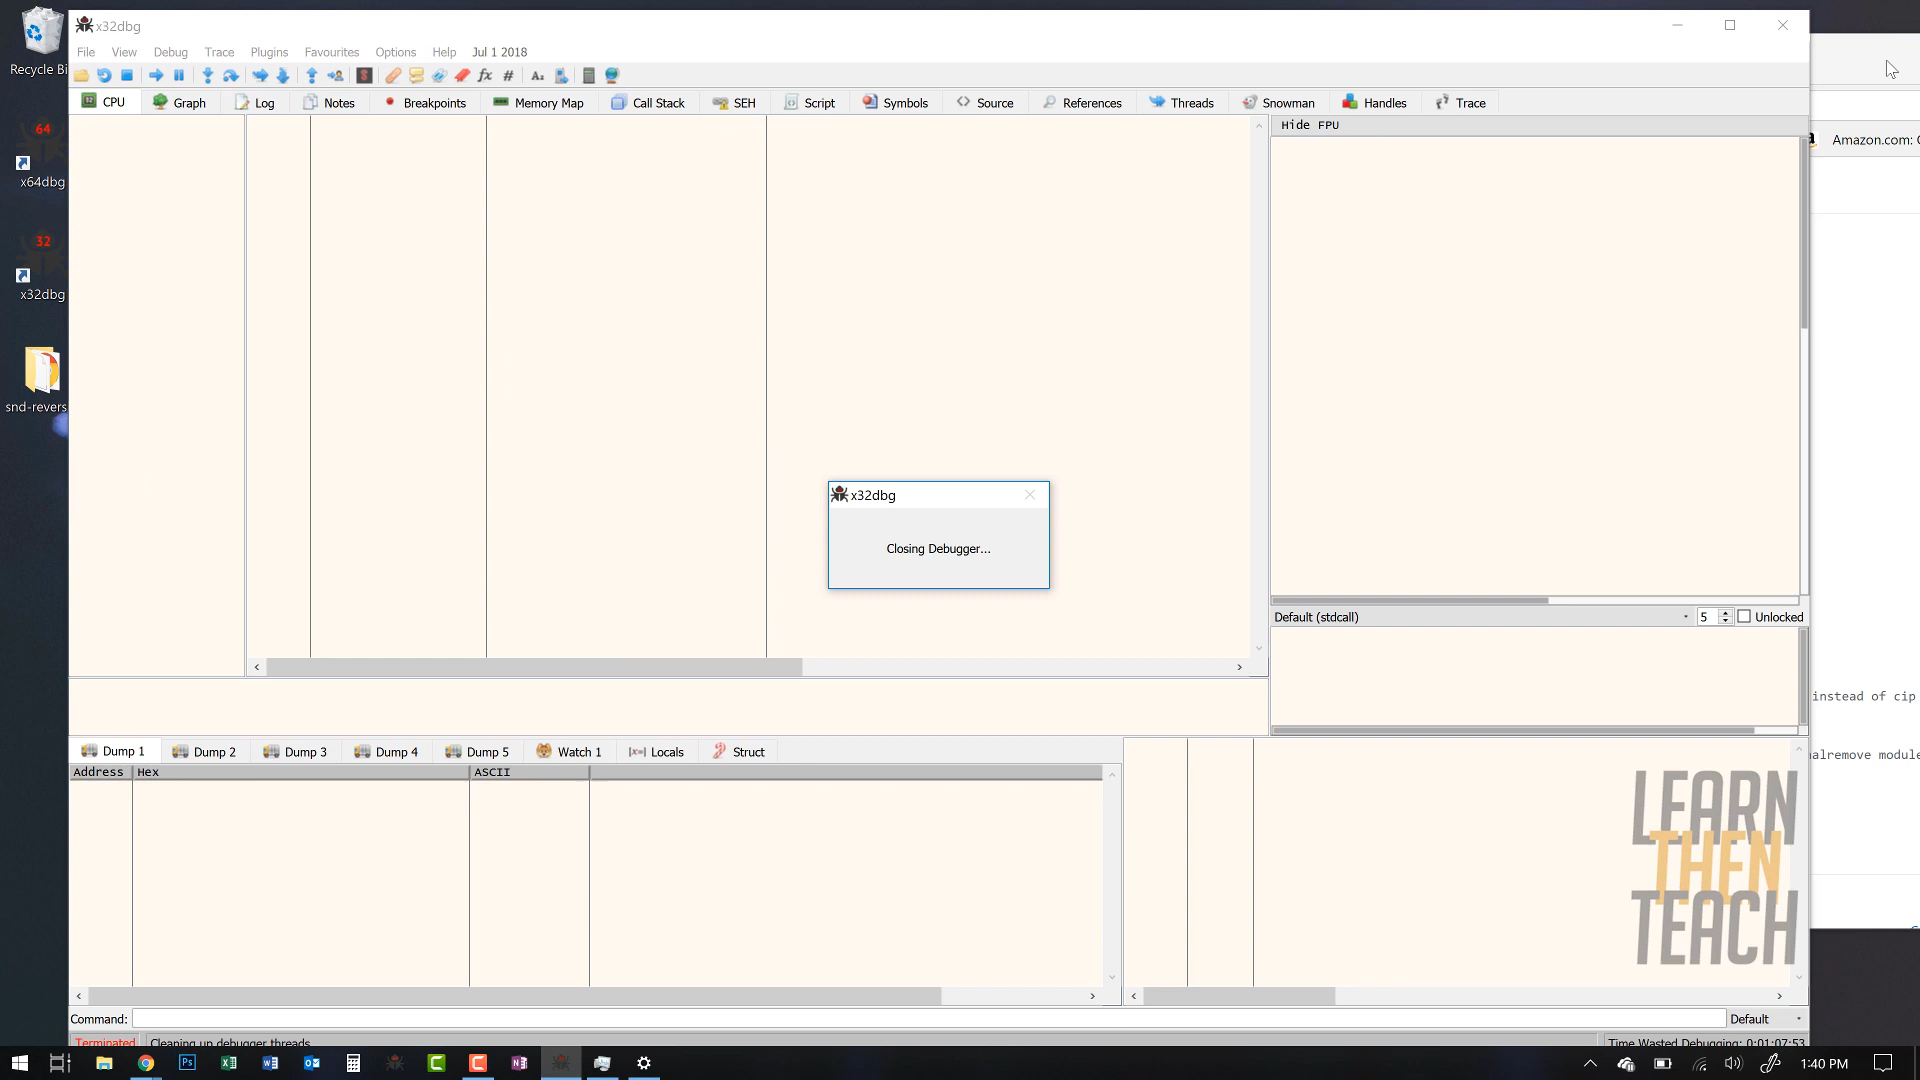 Recycle Bi
64
x64dbg
32
x32dbg
snd-revers
x32dbg
File View Debug Trace Plugins Favourites Options Help Jul 1 2018
CPU Graph Log Notes Breakpoints Memory Map Call Stack SEH Script Symbols Source References Threads Snowman Handles Trace
Hide FPU
Amazon.com:
x32dbg
Closing Debugger...
Default (stdcall) 5 Unlocked
instead of cip
alremove module
Dump 1 Dump 2 Dump 3 Dump 4 Dump 5 Watch 1 Locals Struct
Address Hex ASCII
LEARN
THEN
TEACH
Command: Default
Terminated Cleaning up debugger threads Time Wasted Debugging: 0:01:07:53
1:40 PM